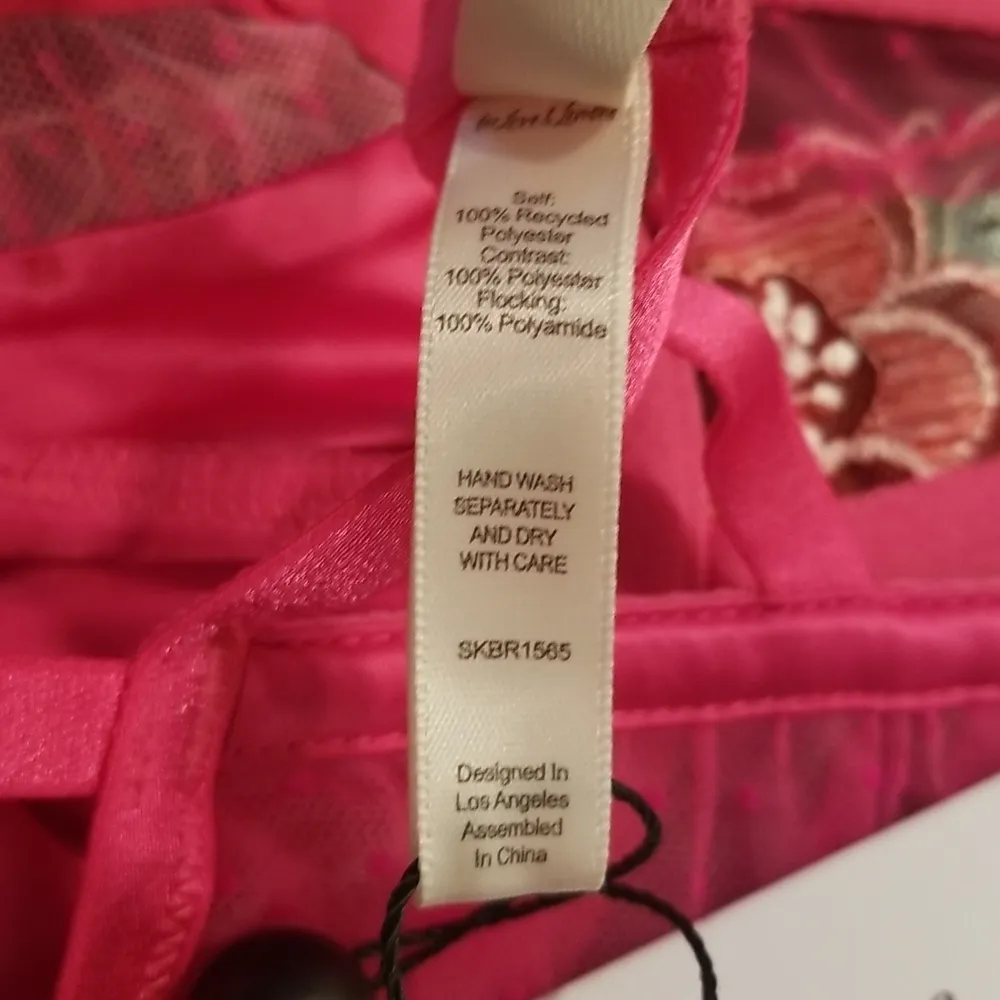 Self:
100% Recycled
Polyester
Contrast:
100% Polyester
Flocking:
100% Polyamide
HAND WASH
SEPARATELY
AND DRY
WITH CARE
SKBR1565
Designed In
Los Angeles
Assembled
In China